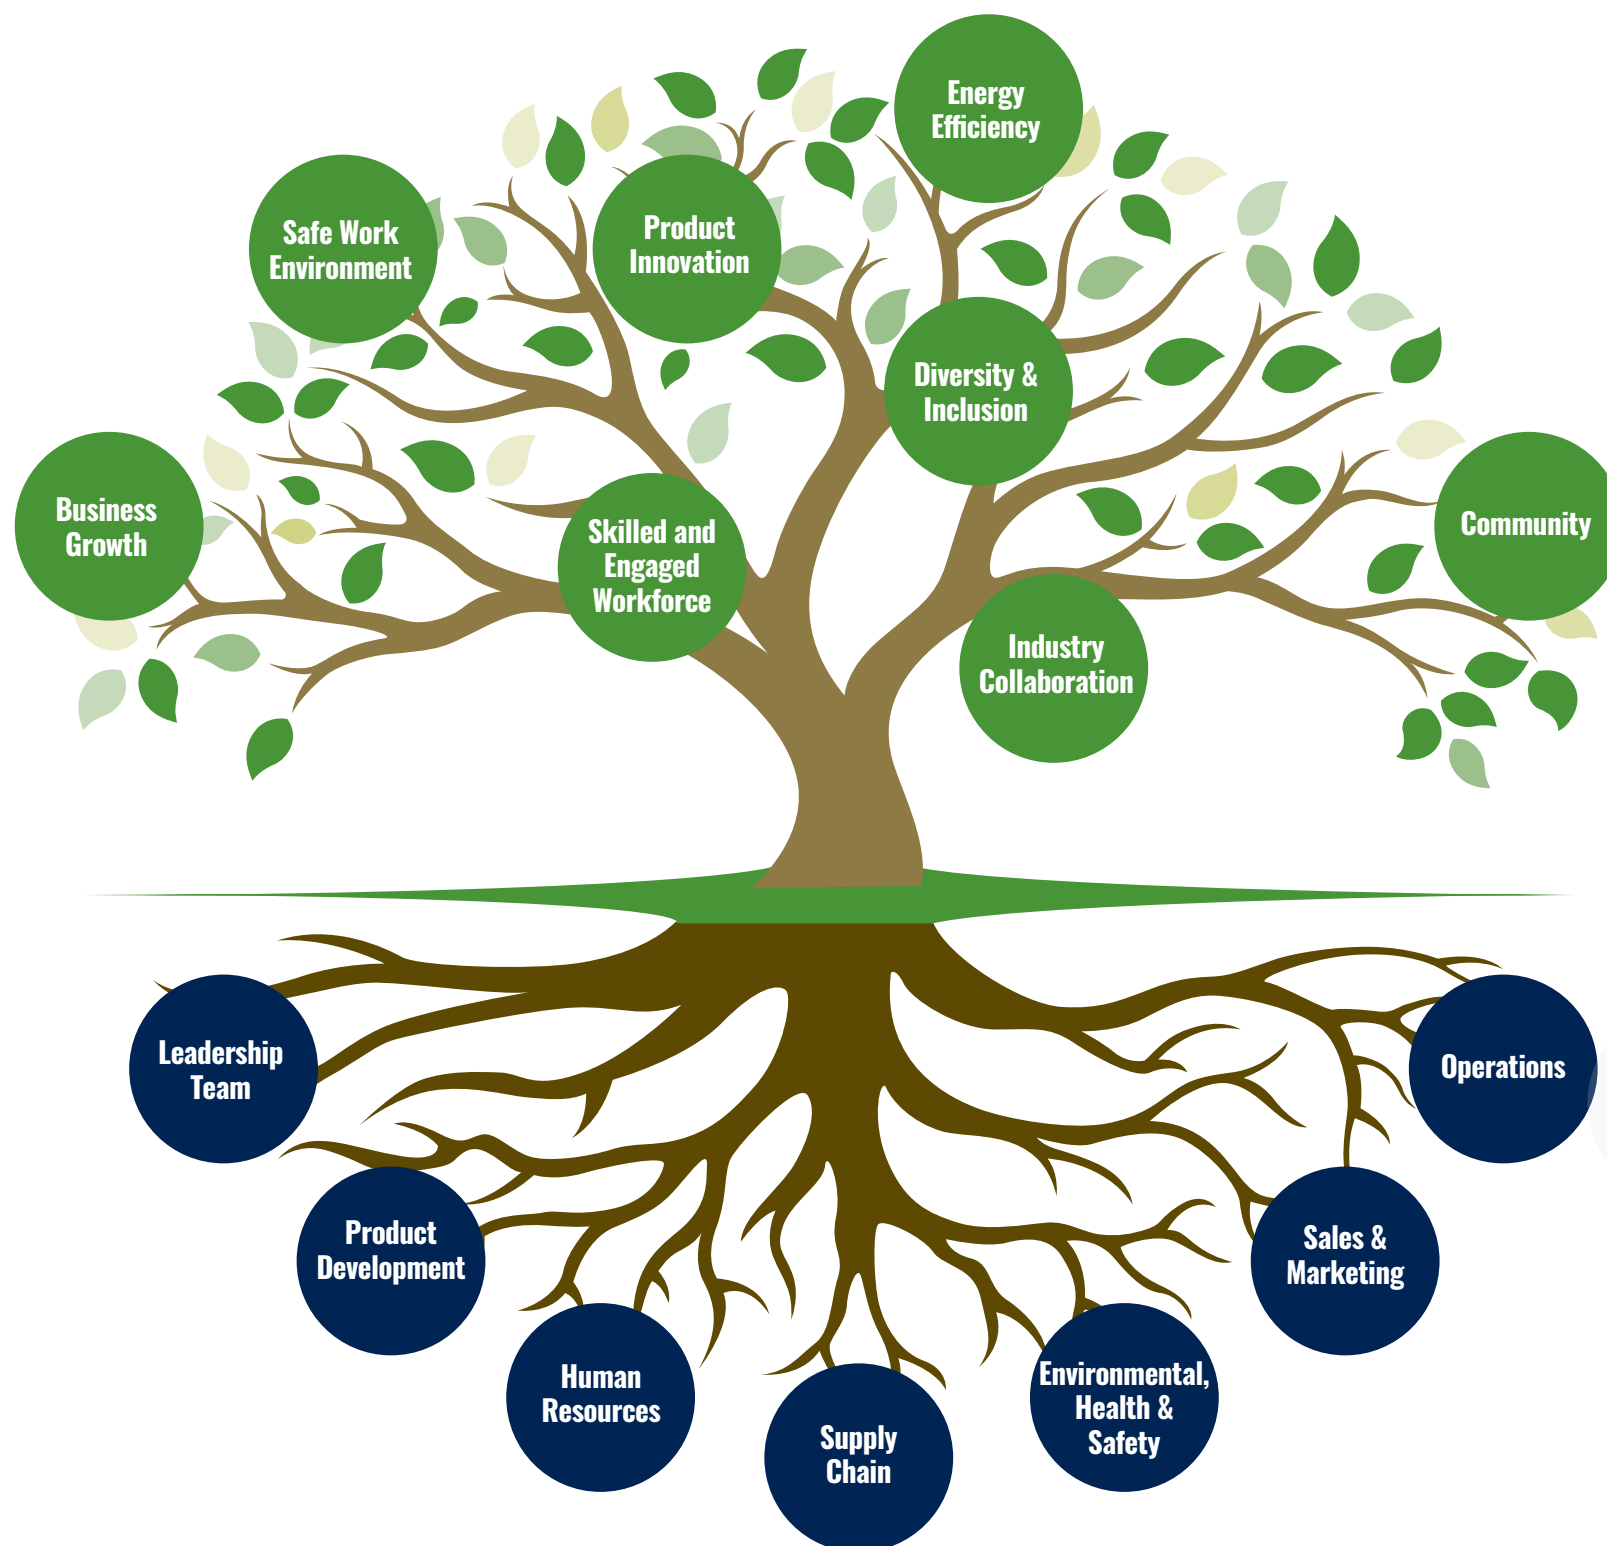 Energy
Efficiency
Safe Work
Environment
Product
Innovation
Diversity &
Inclusion
Business
Growth
Skilled and
Engaged
Workforce
Community
Industry
Collaboration
Leadership
Team
Operations
Product
Development
Sales &
Marketing
Human
Resources
Environmental,
Health &
Safety
Supply
Chain